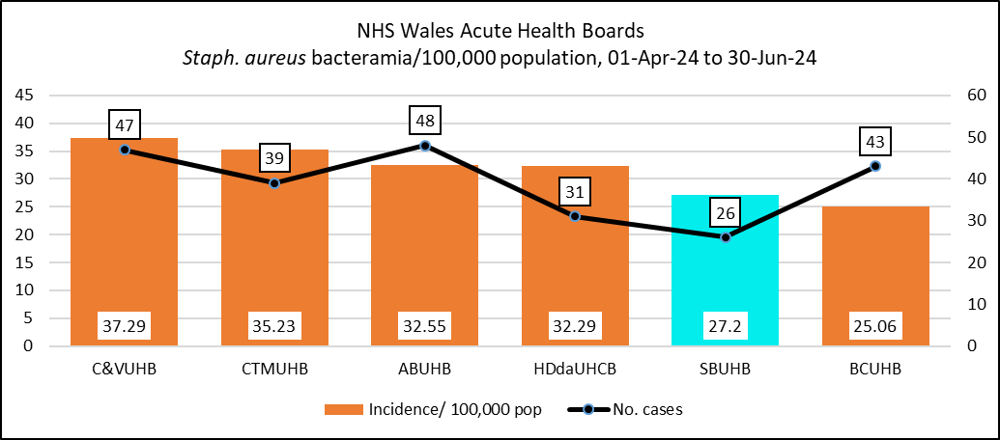 NHS Wales Acute Health Boards
Staph. aureus bacteramia/100,000 population, 01-Apr-24 to 30-Jun-24
45
40
35
30
25
20
15
10
5
0
60
50
40
30
20
10
0
47
39
48
31
26
43
37.29
35.23
32.55
32.29
27.2
25.06
C&VUHB
CTMUHB
ABUHB
HDdaUHCB
SBUHB
BCUHB
Incidence/ 100,000 pop
No. cases